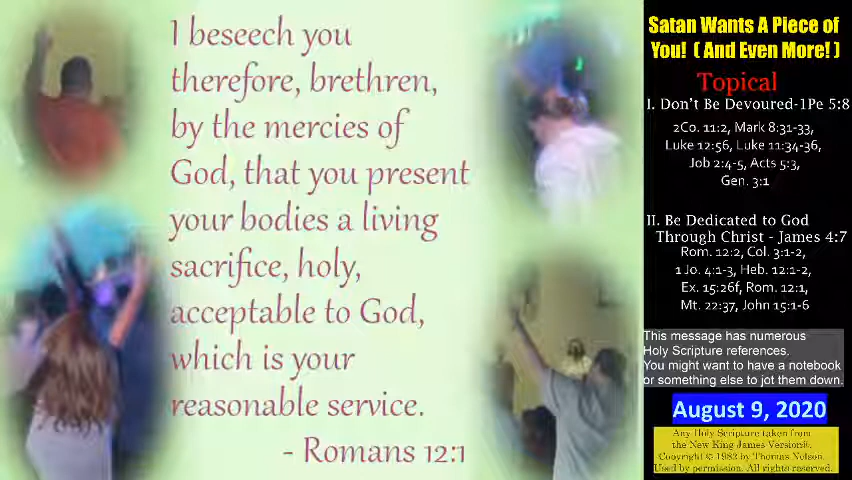 I beseech you
therefore, brethren,
by the mercies of
God, that you present
your bodies a living
sacrifice, holy,
acceptable to God,
which is your
reasonable service.
- Romans 12:1
Satan Wants A Piece of
You! ( And Even More! )
Topical
I. Don't Be Devoured-1Pe 5:8
2Co. 11:2, Mark 8:31-33,
Luke 12:56, Luke 11:34-36,
Job 2:4-5, Acts 5:3,
Gen. 3:1
II. Be Dedicated to God
Through Christ - James 4:7
Rom. 12:2, Col. 3:1-2,
1 Jo. 4:1-3, Heb. 12:1-2,
Ex. 15:26f, Rom. 12:1,
Mt. 22:37, John 15:1-6
This message has numerous
Holy Scripture references.
You might want to have a notebook
or something else to jot them down.
August 9, 2020
Any Holy Scripture taken from
the New King James Version®.
Copyright © 1982 by Thomas Nelson.
Used by permission. All rights reserved.